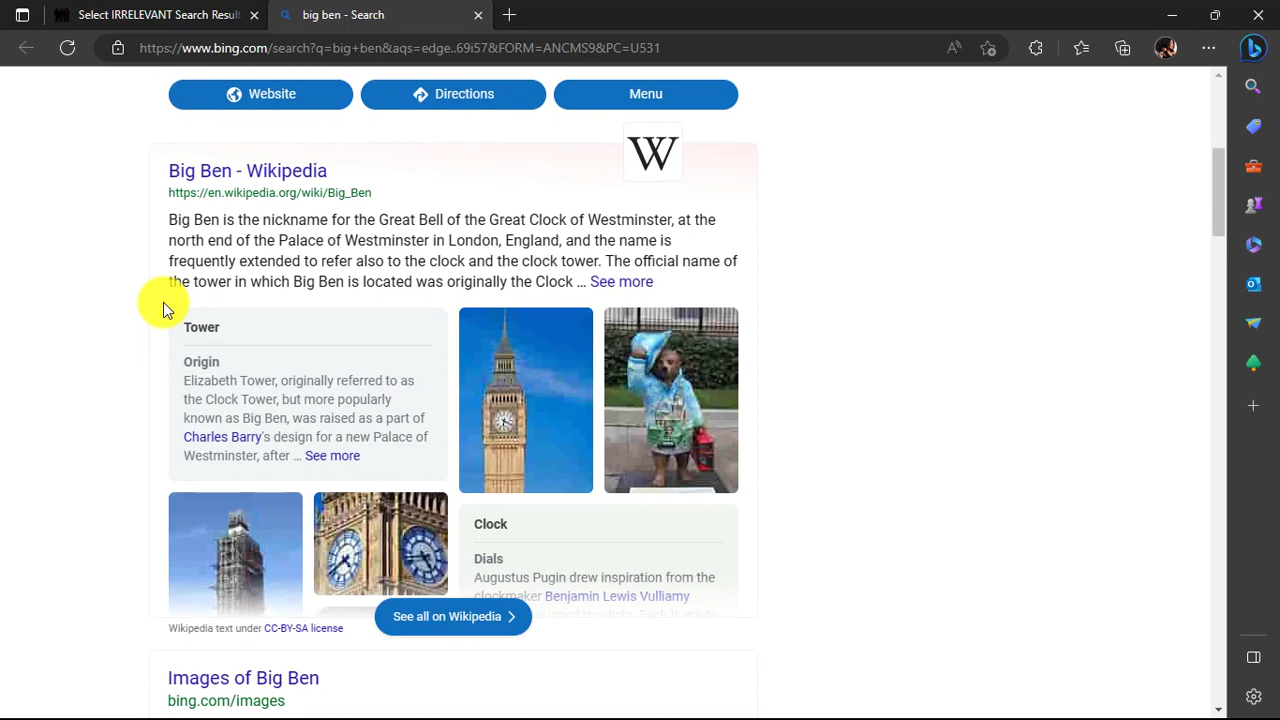 Select IRRELEVANT Search Result
big ben - Search
https://www.bing.com/search?q=big+ben&aqs=edge..69i57&FORM=ANCMS9&PC=U531
Website
Directions
Menu
W
Big Ben - Wikipedia
https://en.wikipedia.org/wiki/Big_Ben
Big Ben is the nickname for the Great Bell of the Great Clock of Westminster, at the
north end of the Palace of Westminster in London, England, and the name is
frequently extended to refer also to the clock and the clock tower. The official name of
the tower in which Big Ben is located was originally the Clock ... See more
Tower
Origin
Elizabeth Tower, originally referred to as
the Clock Tower, but more popularly
known as Big Ben, was raised as a part of
Charles Barry's design for a new Palace of
Westminster, after ... See more
Clock
Dials
Augustus Pugin drew inspiration from the
clockmaker Benjamin Lewis Vulliamy
See all on Wikipedia
Wikipedia text under CC-BY-SA license
Images of Big Ben
bing.com/images